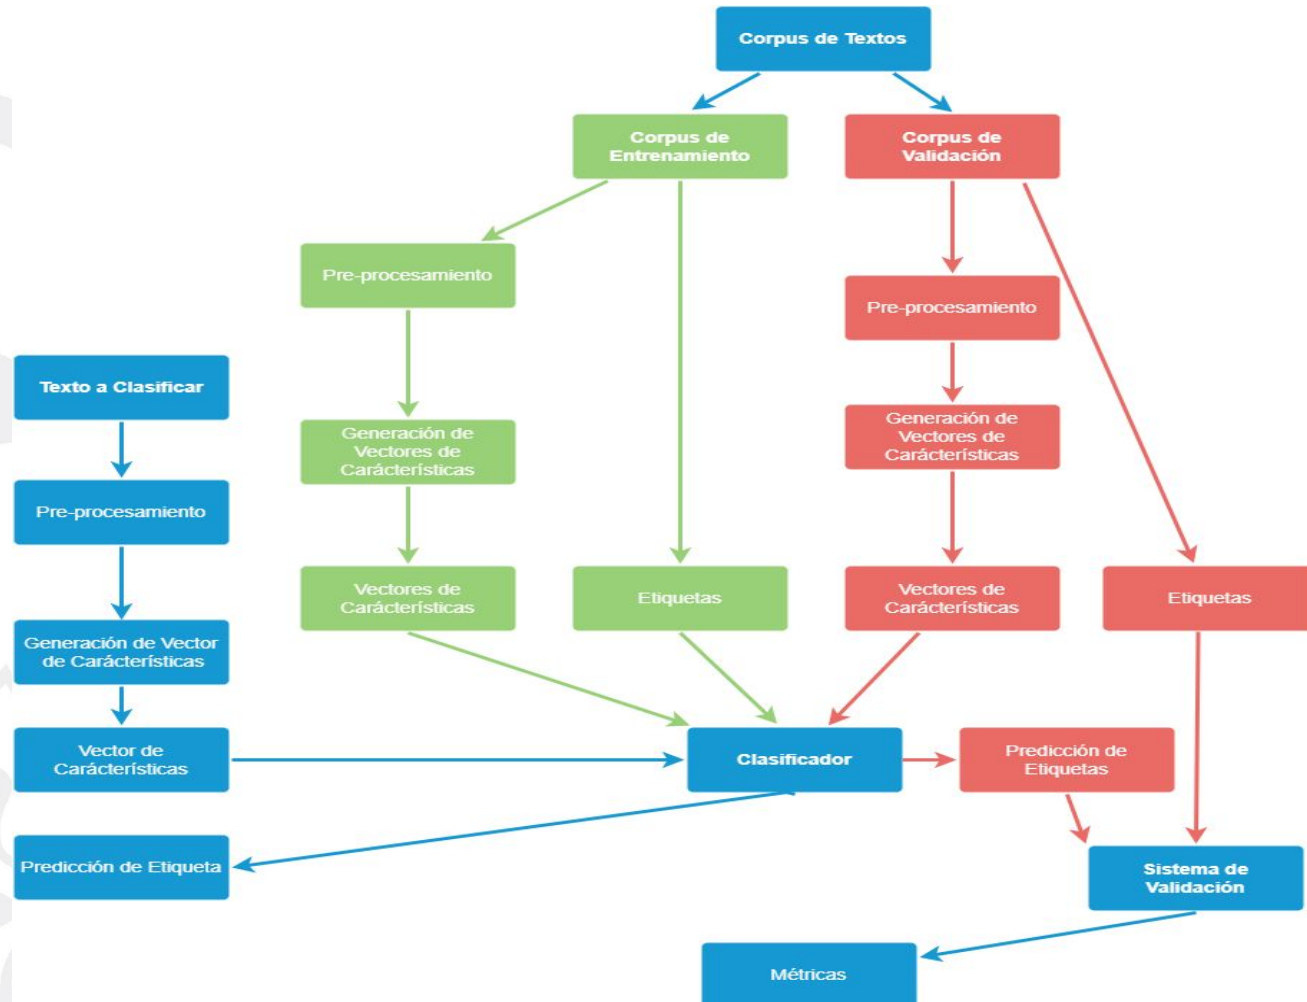 Corpus de Textos
Corpus de
Entrenamiento
Corpus de
Validación
Pre-procesamiento
Pre-procesamiento
Texto a Clasificar
Generación de
Vectores de
Carácterísticas
Generación de
Vectores de
Carácterísticas
Pre-procesamiento
Vectores de
Carácterísticas
Etiquetas
Vectores de
Carácterísticas
Etiquetas
Generación de Vector
de Carácterísticas
Vector de
Carácterísticas
Clasificador
Predicción de
Etiquetas
Predicción de Etiqueta
Sistema de
Validación
Métricas